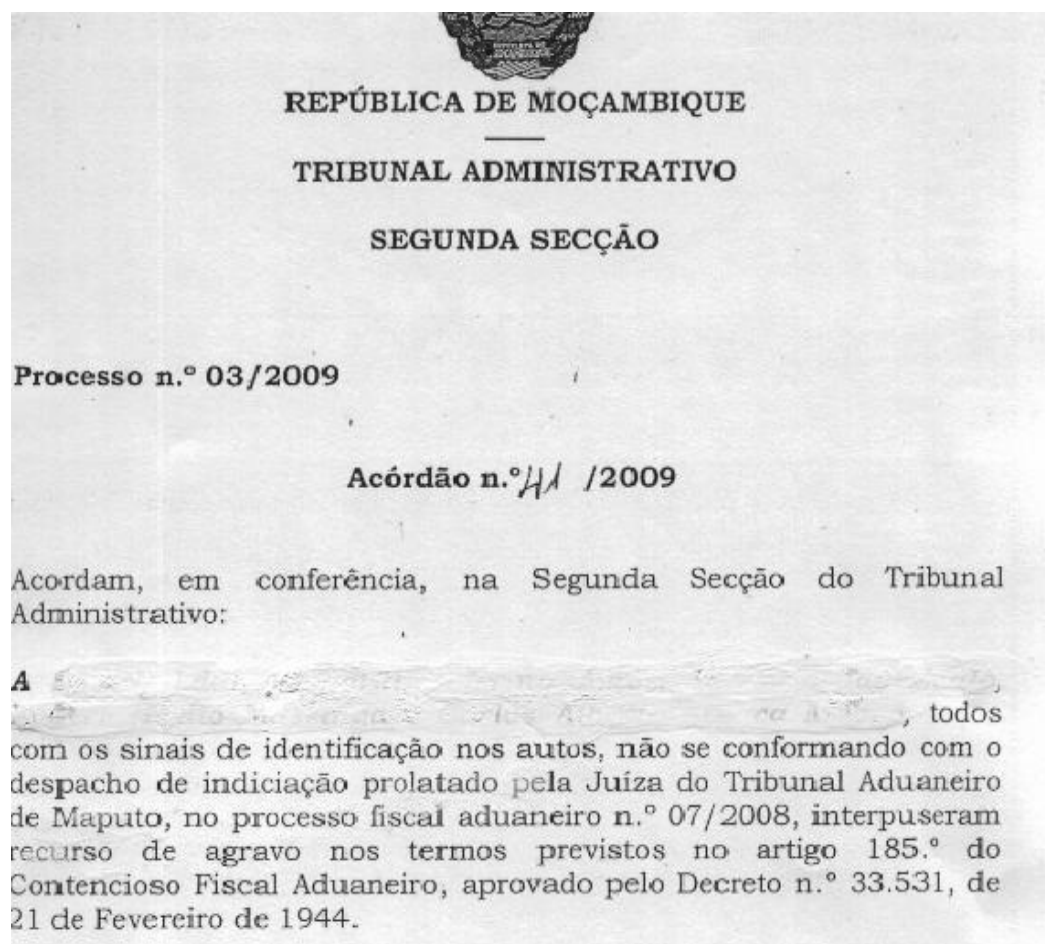 REPÚBLICA DE MOÇAMBIQUE
TRIBUNAL ADMINISTRATIVO
SEGUNDA SECÇÃO
Processo n.º 03/2009
Acórdão n.º 41 /2009
Acordam, em conferência, na Segunda Secção do Tribunal
Administrativo:
A
, todos
com os sinais de identificação nos autos, não se conformando com o
despacho de indiciação prolatado pela Juíza do Tribunal Aduaneiro
de Maputo, no processo fiscal aduaneiro n.º 07/2008, interpuseram
recurso de agravo nos termos previstos no artigo 185.º do
Contencioso Fiscal Aduaneiro, aprovado pelo Decreto n.º 33.531, de
21 de Fevereiro de 1944.